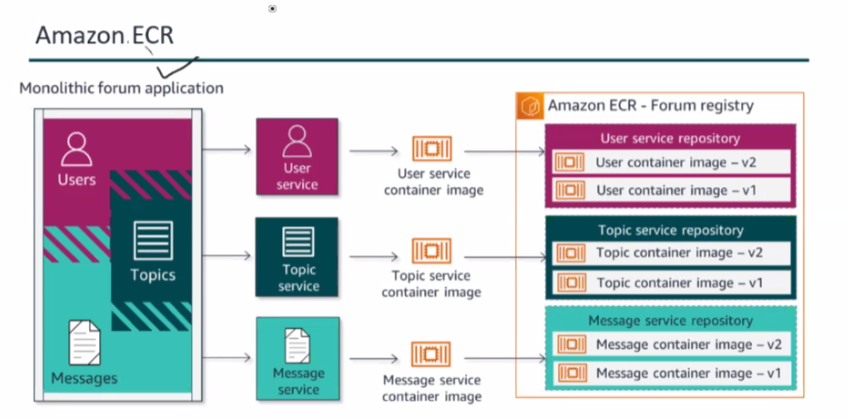 Amazon ECR
Monolithic forum application
Users
Topics
Messages
User
service
Topic
service
Message
service
User service
container image
Topic service
container image
Message service
container image
Amazon ECR - Forum registry
User service repository
User container image – v2
User container image – v1
Topic service repository
Topic container image – v2
Topic container image – v1
Message service repository
Message container image – v2
Message container image – v1